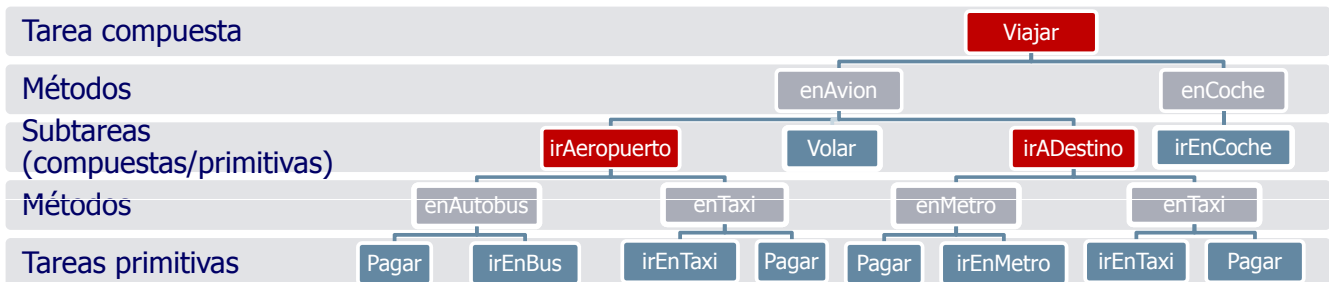 Tarea compuesta
Viajar
Métodos
enAvion
enCoche
Subtareas
(compuestas/primitivas)
irAeropuerto
Volar
irADestino
irEnCoche
Métodos
enAutobus
enTaxi
enMetro
enTaxi
Tareas primitivas
Pagar
irEnBus
irEnTaxi
Pagar
Pagar
irEnMetro
irEnTaxi
Pagar